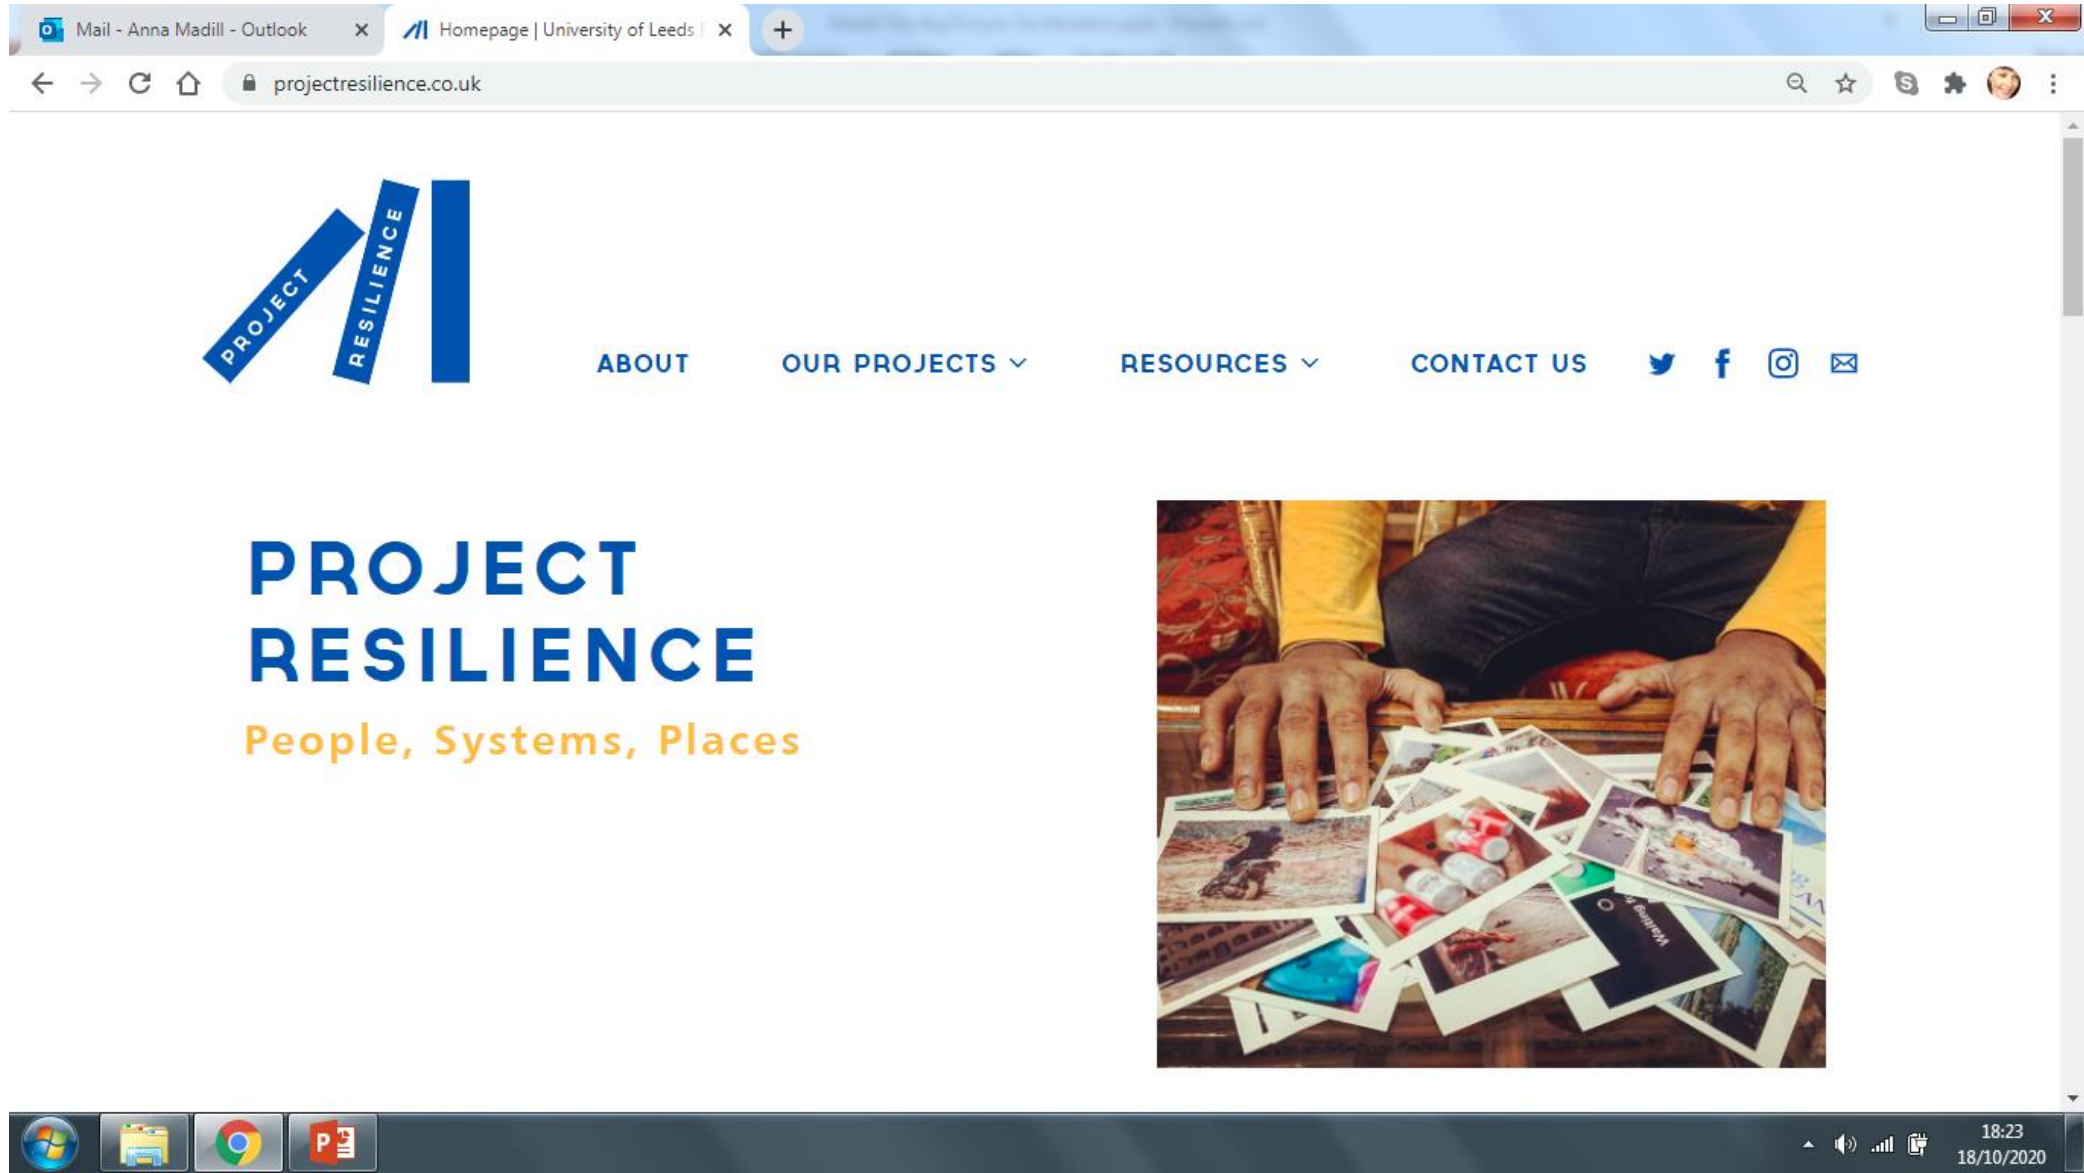 Mail - Anna Madill - Outlook
Homepage | University of Leeds
projectresilience.co.uk
PROJECT
RESILIENCE
ABOUT
OUR PROJECTS
RESOURCES
CONTACT US
PROJECT
RESILIENCE
People, Systems, Places
Waiting
18:23
18/10/2020